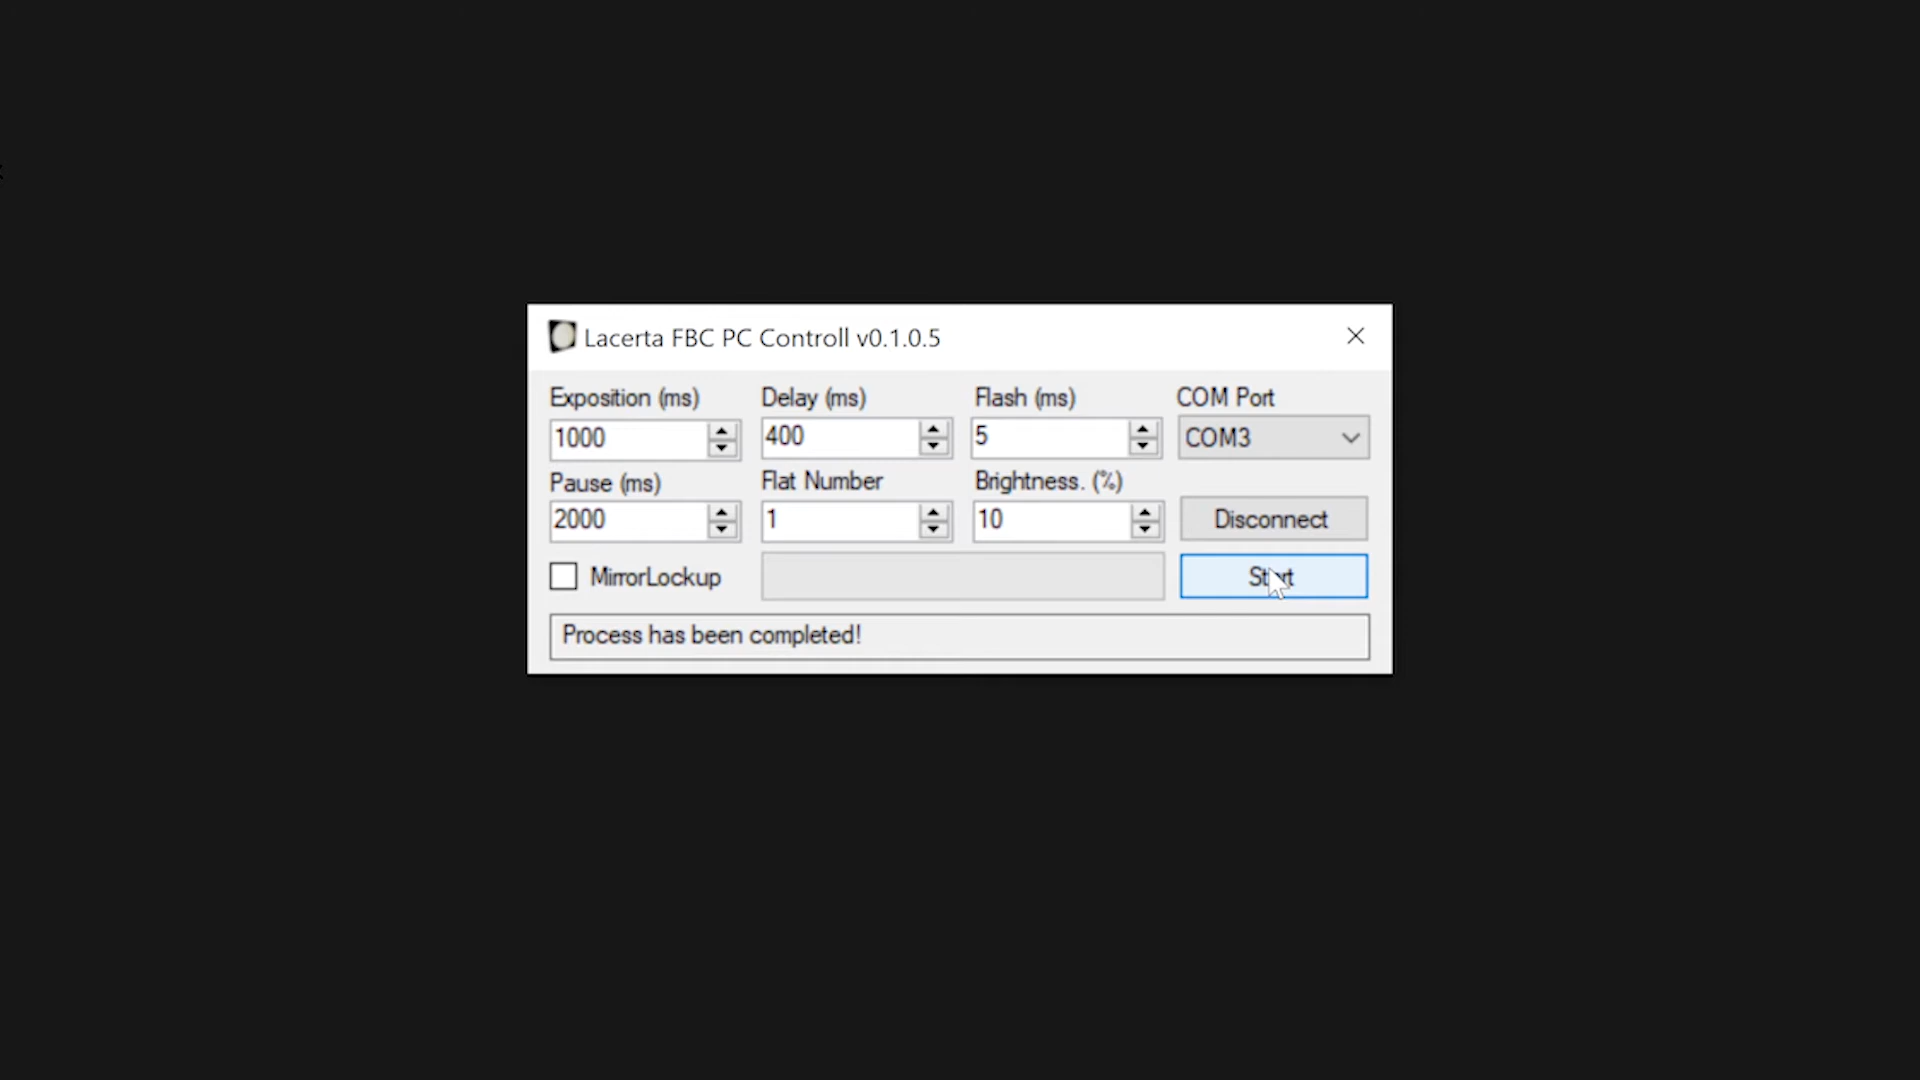 Lacerta FBC PC Controll v0.1.0.5
Exposition (ms) Delay (ms) Flash (ms) COM Port
1000 400 5 COM3
Pause (ms) Flat Number Brightness. (%)
2000 1 10 Disconnect
MirrorLockup Start
Process has been completed!